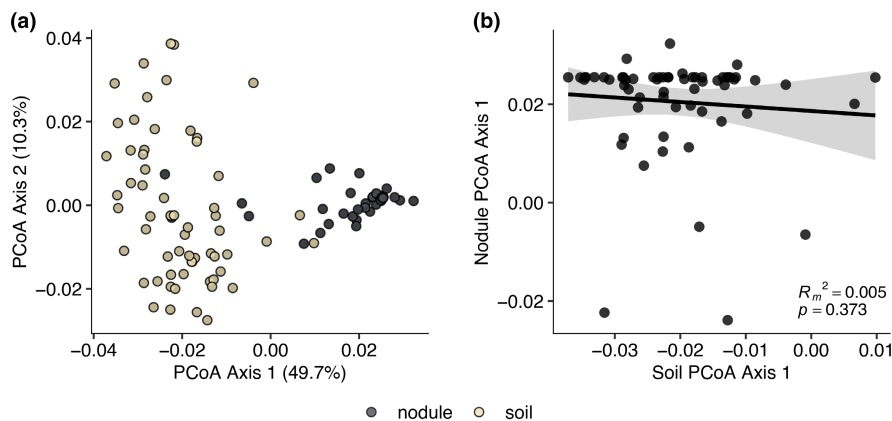 (a)
0.04
0.02
0.00
−0.02
PCoA Axis 2 (10.3%)
−0.04
−0.02
0.00
0.02
PCoA Axis 1 (49.7%)
(b)
0.02
0.00
−0.02
Nodule PCoA Axis 1
Rm² = 0.005
p = 0.373
−0.03
−0.02
−0.01
0.00
0.01
Soil PCoA Axis 1
nodule
soil